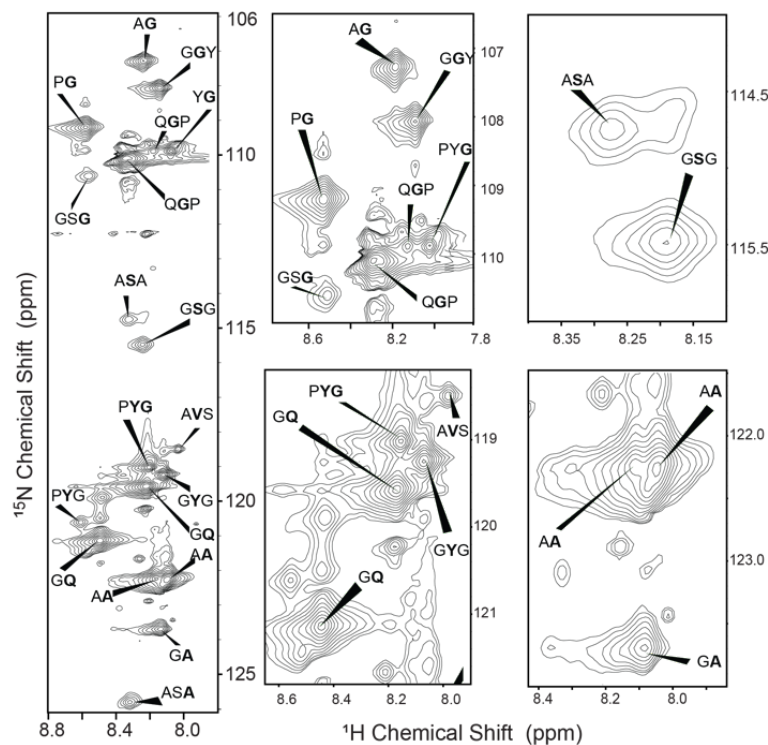 ¹⁵N Chemical Shift (ppm)
106
AG
GGY
PG
QGP
YG
110
GSG
QGP
ASA
GSG
115
PYG
AVS
PYG
120
GYG
GQ
GQ
AA
AA
GA
ASA
125
8.8 8.4 8.0
AG
107
GGY
108
PG
PYG
QGP
109
GSG
110
QGP
8.6 8.4 8.2 8.0 7.8
114.5
ASA
GSG
115.5
8.35 8.25 8.15
PYG
AVS
119
GQ
120
GYG
GQ
121
8.6 8.4 8.2 8.0
AA
122.0
AA
123.0
GA
8.4 8.2 8.0
¹H Chemical Shift (ppm)